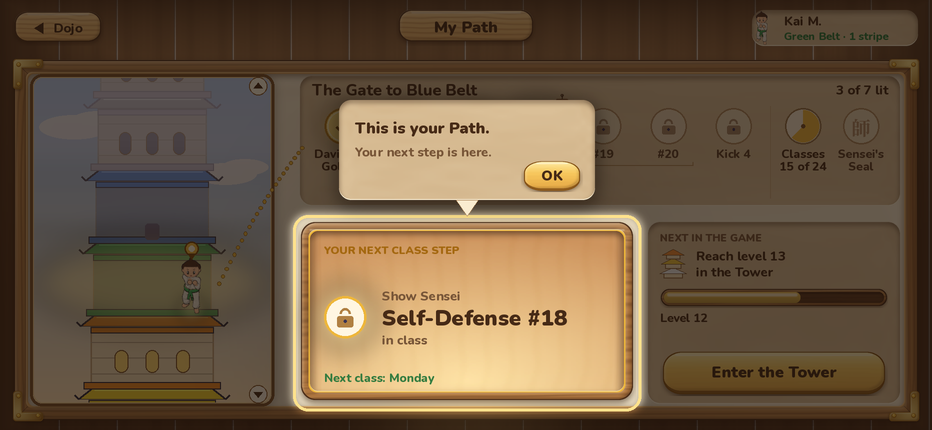 Dojo
My Path
Kai M.
Green Belt · 1 stripe
The Gate to Blue Belt
3 of 7 lit
This is your Path.
Your next step is here.
OK
#19
#20
Kick 4
Classes
15 of 24
Sensei's
Seal
YOUR NEXT CLASS STEP
Show Sensei
Self-Defense #18
in class
Next class: Monday
NEXT IN THE GAME
Reach level 13
in the Tower
Level 12
Enter the Tower